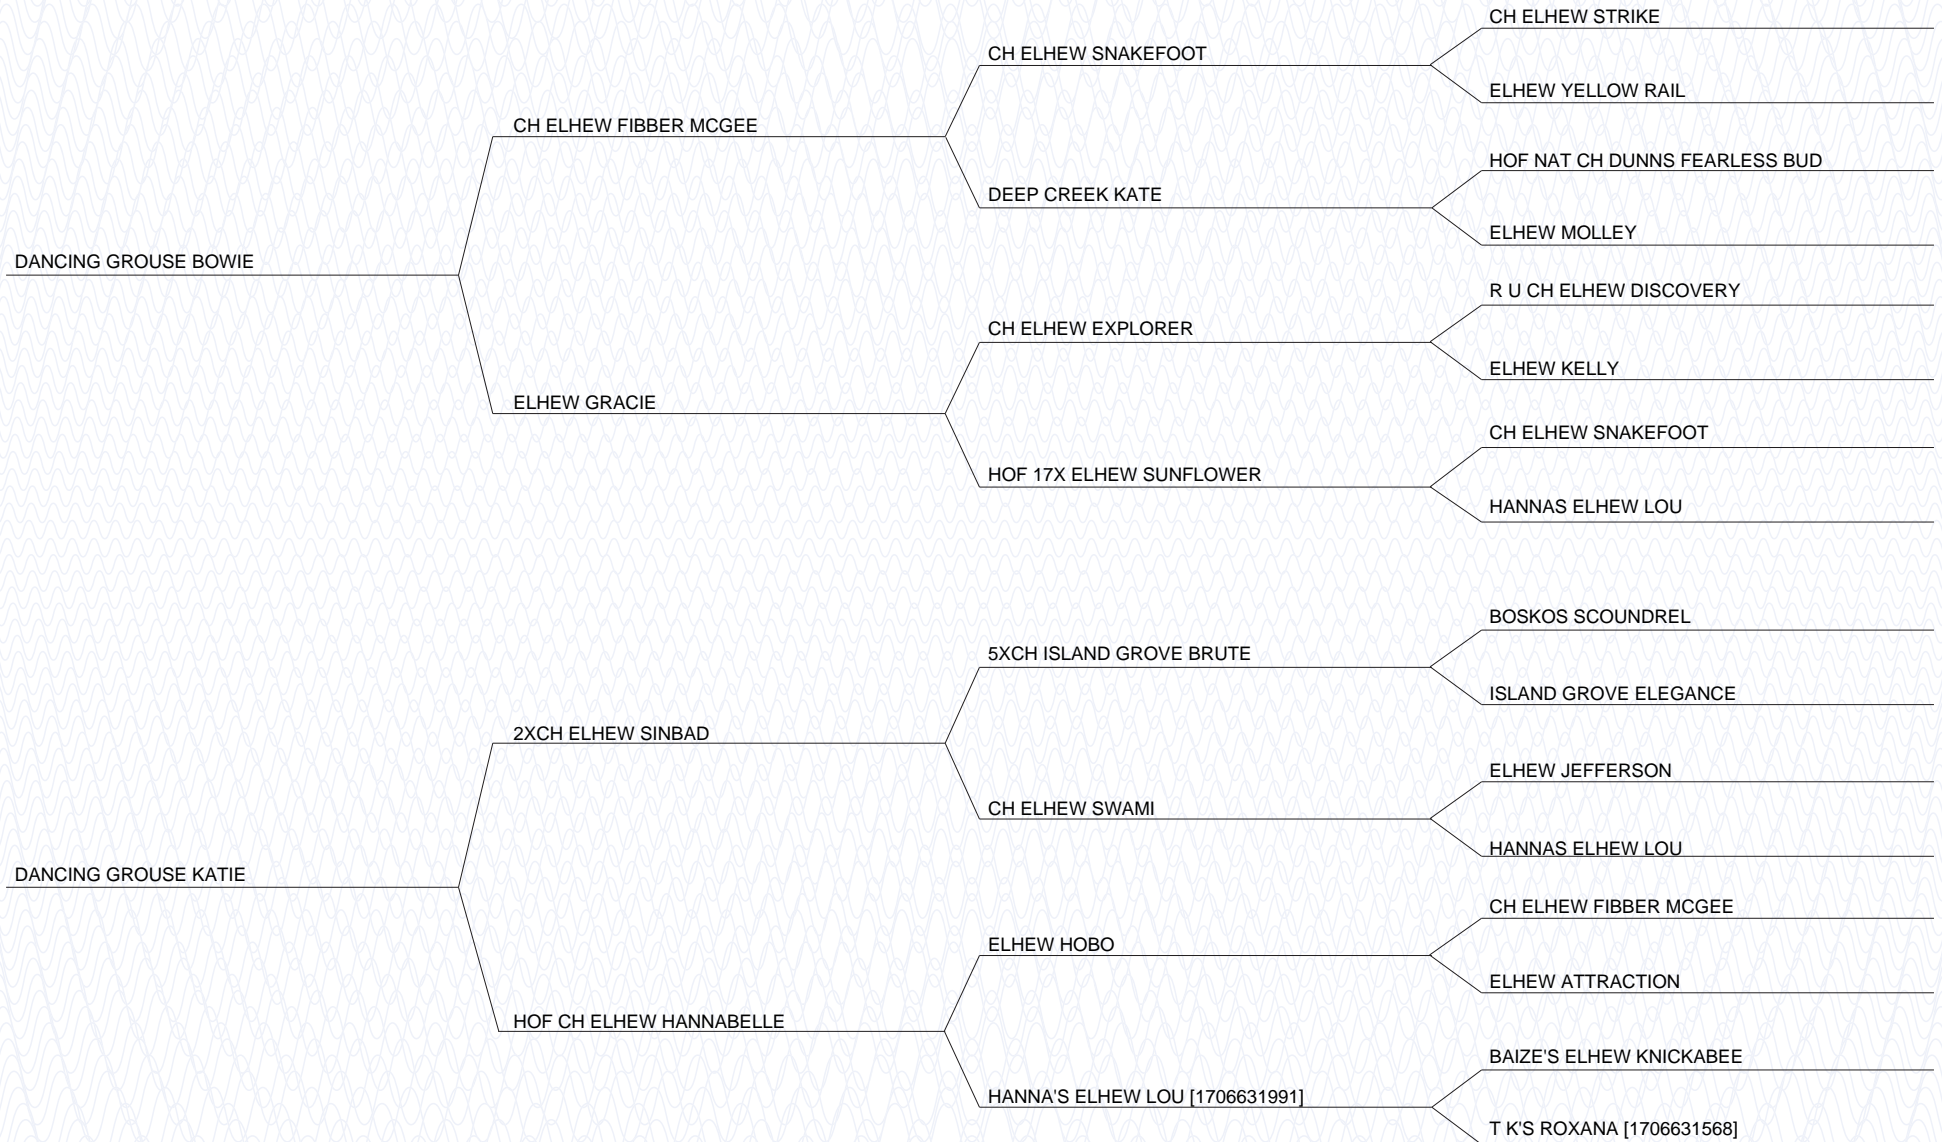 CH ELHEW STRIKE
CH ELHEW SNAKEFOOT
ELHEW YELLOW RAIL
CH ELHEW FIBBER MCGEE
HOF NAT CH DUNNS FEARLESS BUD
DEEP CREEK KATE
ELHEW MOLLEY
DANCING GROUSE BOWIE
R U CH ELHEW DISCOVERY
CH ELHEW EXPLORER
ELHEW KELLY
ELHEW GRACIE
CH ELHEW SNAKEFOOT
HOF 17X ELHEW SUNFLOWER
HANNAS ELHEW LOU
BOSKOS SCOUNDREL
5XCH ISLAND GROVE BRUTE
ISLAND GROVE ELEGANCE
2XCH ELHEW SINBAD
ELHEW JEFFERSON
CH ELHEW SWAMI
HANNAS ELHEW LOU
DANCING GROUSE KATIE
CH ELHEW FIBBER MCGEE
ELHEW HOBO
ELHEW ATTRACTION
HOF CH ELHEW HANNABELLE
BAIZE'S ELHEW KNICKABEE
HANNA'S ELHEW LOU [1706631991]
T K'S ROXANA [1706631568]